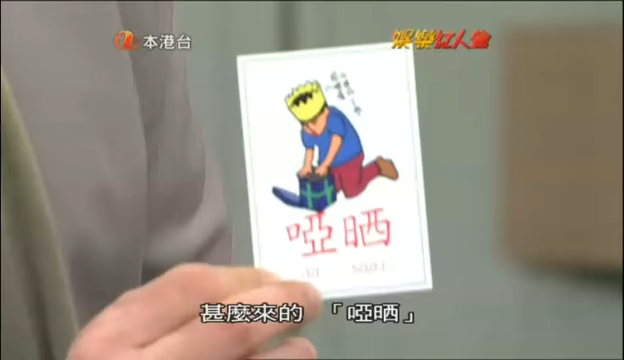 本港台
娛樂紅人館
啞晒
甚麼來的 「啞晒」